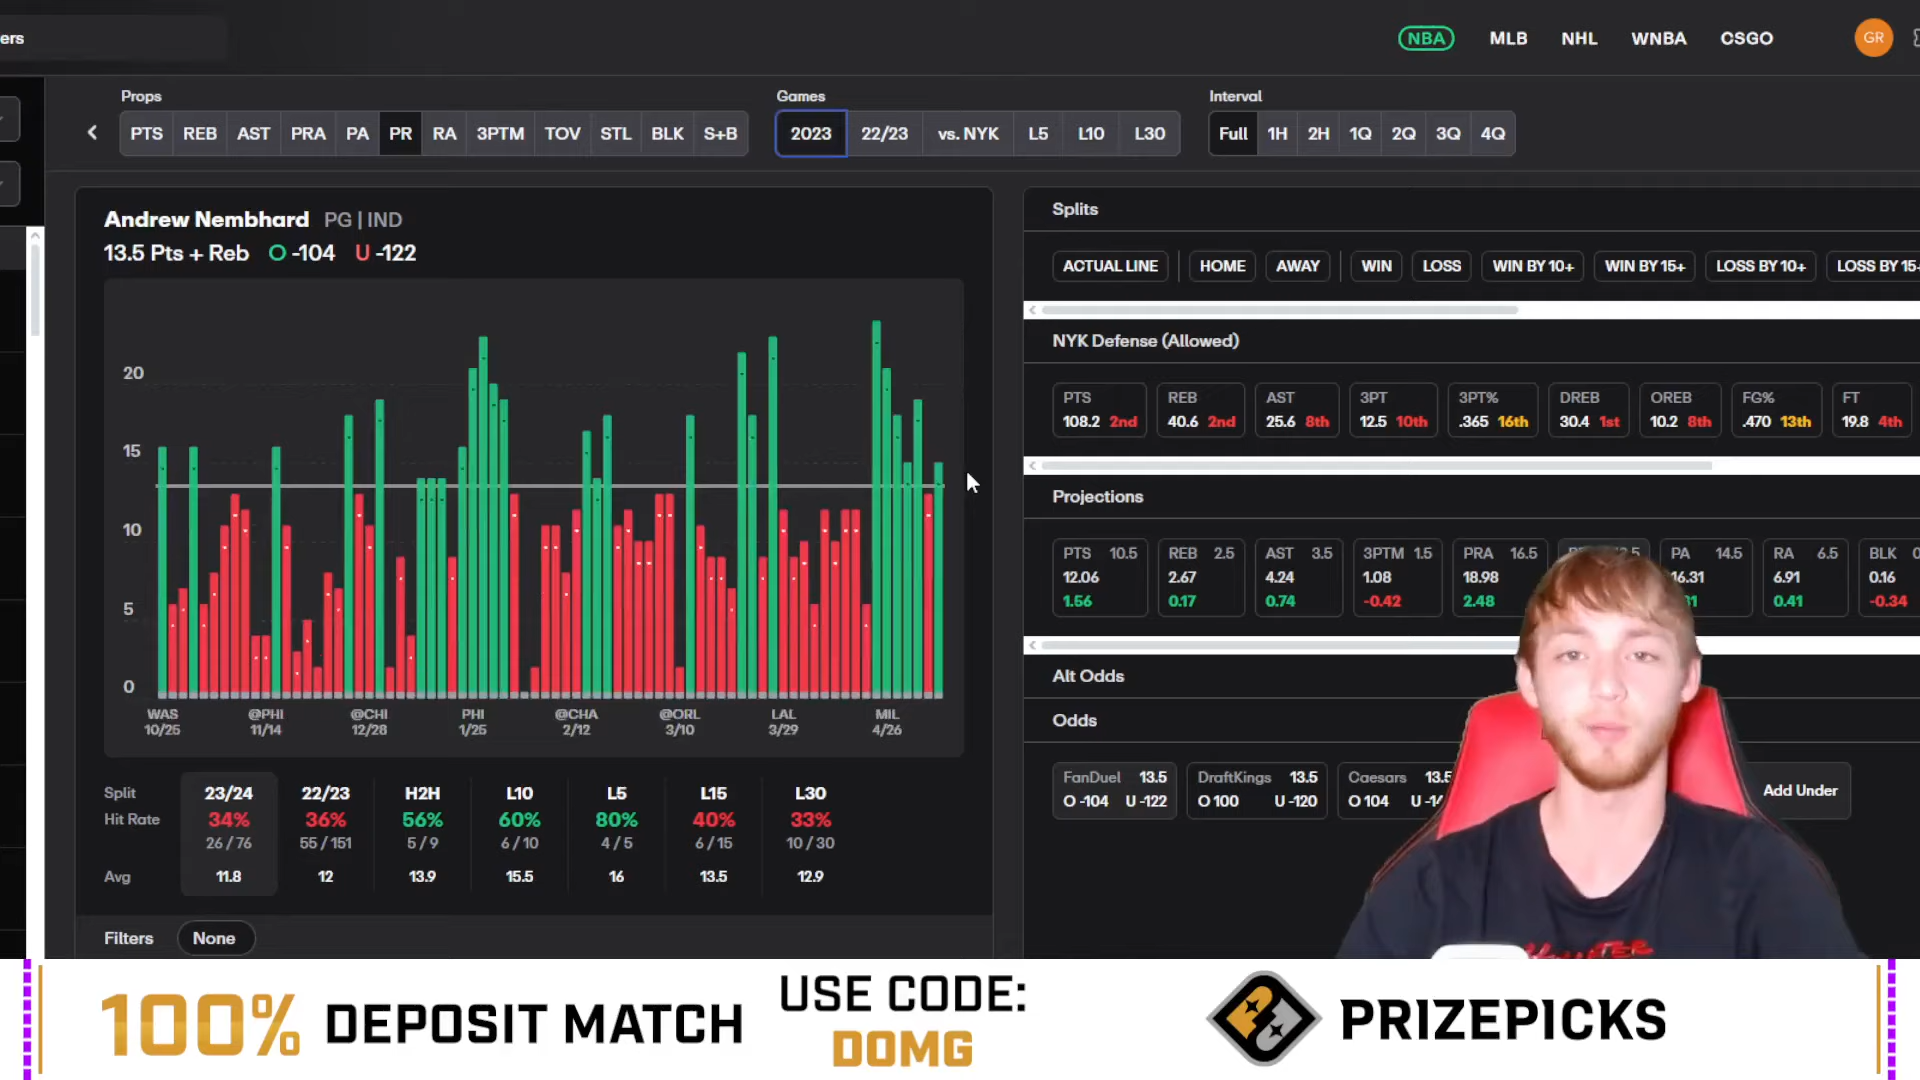 ers
NBA MLB NHL WNBA CSGO GR
Props Games Interval
PTS REB AST PRA PA PR RA 3PTM TOV STL BLK S+B 2023 22/23 vs. NYK L5 L10 L30 Full 1H 2H 1Q 2Q 3Q 4Q
Andrew Nembhard PG | IND
13.5 Pts + Reb O -104 U -122
20
15
10
5
0
WAS @PHI @CHI PHI @CHA @ORL LAL MIL
10/25 11/14 12/28 1/25 2/12 3/10 3/29 4/26
Split 23/24 22/23 H2H L10 L5 L15 L30
Hit Rate 34% 36% 56% 60% 80% 40% 33%
26 / 76 55 / 151 5 / 9 6 / 10 4 / 5 6 / 15 10 / 30
Avg 11.8 12 13.9 15.5 16 13.5 12.9
Filters None
Splits
ACTUAL LINE HOME AWAY WIN LOSS WIN BY 10+ WIN BY 15+ LOSS BY 10+ LOSS BY 15+
NYK Defense (Allowed)
PTS REB AST 3PT 3PT% DREB OREB FG% FT
108.2 2nd 40.6 2nd 25.6 8th 12.5 10th .365 16th 30.4 1st 10.2 8th .470 13th 19.8 4th
Projections
PTS 10.5 REB 2.5 AST 3.5 3PTM 1.5 PRA 16.5 PA 14.5 RA 6.5 BLK
12.06 2.67 4.24 1.08 18.98 16.31 6.91 0.16
1.56 0.17 0.74 -0.42 2.48 0.41 -0.34
Alt Odds
Odds
FanDuel 13.5 DraftKings 13.5 Caesars 13.5
O -104 U -122 O 100 U -120 O 104
Add Under
100% DEPOSIT MATCH
USE CODE:
DOMG
PRIZEPICKS